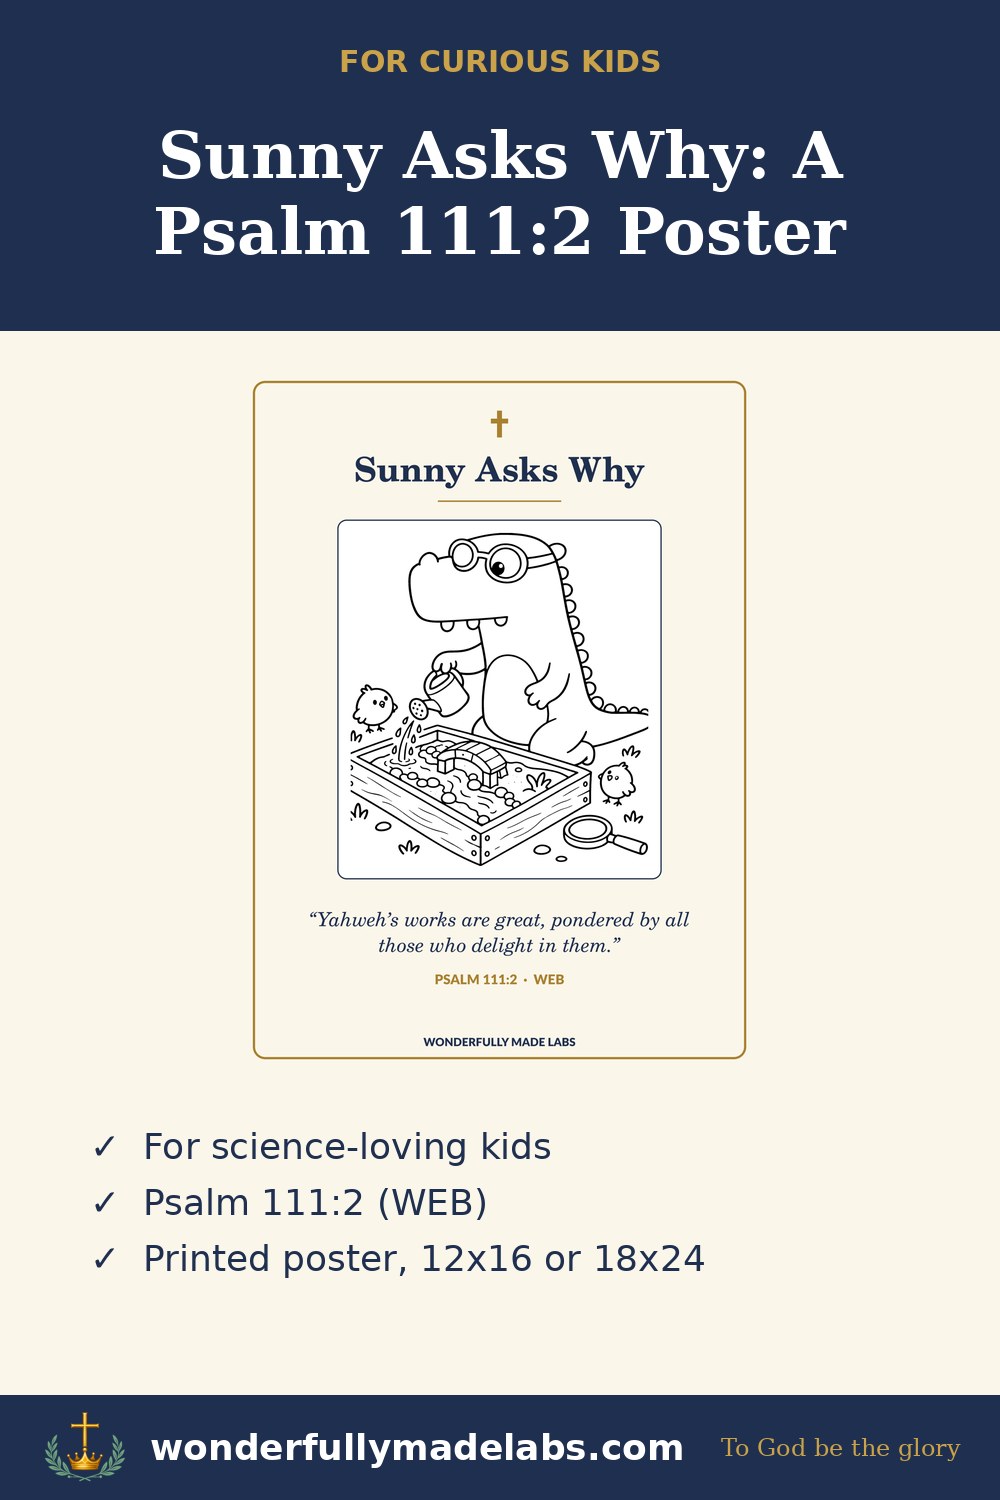 FOR CURIOUS KIDS
Sunny Asks Why: A
Psalm 111:2 Poster
Sunny Asks Why
“Yahweh’s works are great, pondered by all
those who delight in them.”
PSALM 111:2 · WEB
WONDERFULLY MADE LABS
✓ For science-loving kids
✓ Psalm 111:2 (WEB)
✓ Printed poster, 12x16 or 18x24
wonderfullymadelabs.com
To God be the glory